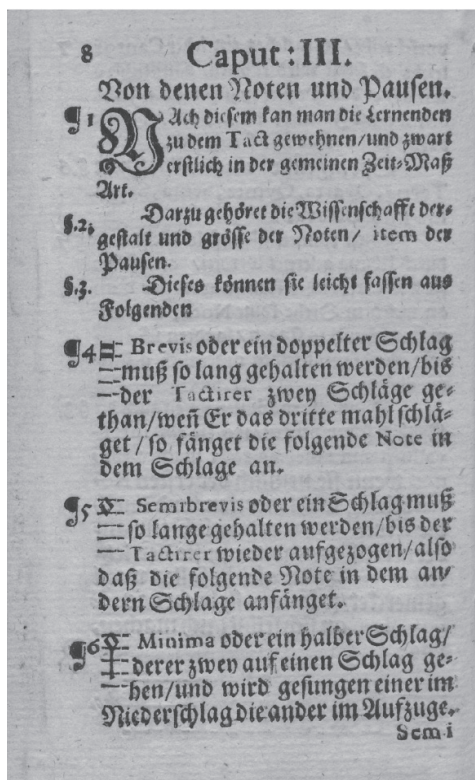 8 Caput: III.
Von denen Noten und Pausen.
¶1 NAch diesem kan man die Lernenden
zu dem Tact gewehnen/und zwart
erstlich in der gemeinen Zeit-Maß
Art.
§.2. Darzu gehöret die Wissenschafft der-
gestalt und grösse der Noten/ item der
Pausen.
§.3. Dieses können sie leicht fassen aus
Folgenden
¶4 Brevis oder ein doppelter Schlag
muß so lang gehalten werden/bis
der Tactirer zwey Schläge ge-
than/weñ Er das dritte mahl schlä-
get/so fänget die folgende Note in
dem Schlage an.
¶5 Semibrevis oder ein Schlag muß
so lange gehalten werden/bis der
Tactirer wieder aufgezogen/also
daß die folgende Note in dem an-
dern Schlage anfänget.
¶6 Minima oder ein halber Schlag/
derer zwey auf einen Schlag ge-
hen/und wird gesungen einer im
Niederschlag die ander im Aufzuge.
Semi